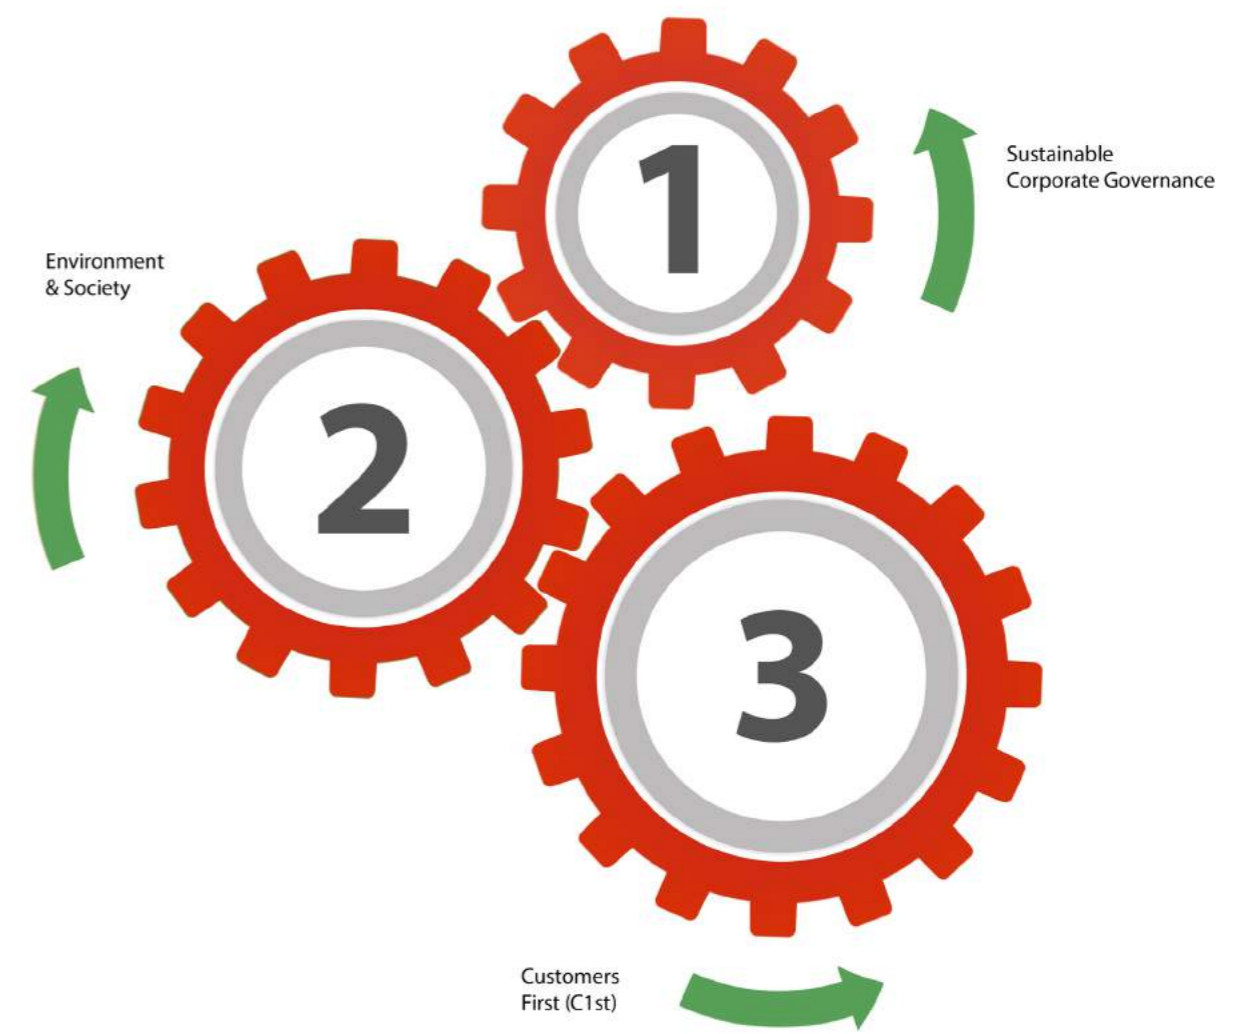 1
Sustainable
Corporate Governance
Environment
& Society
2
3
Customers
First (C1st)